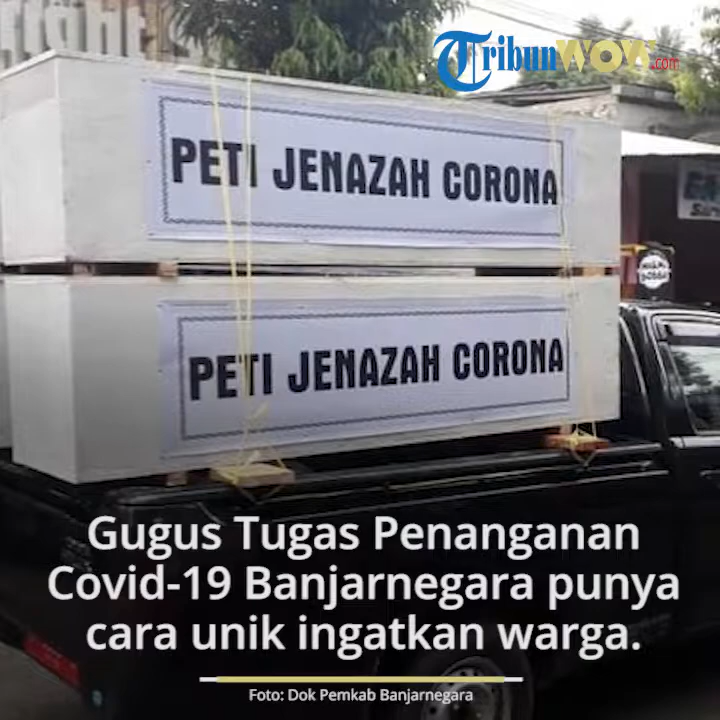 TribunWOW.com
PETI JENAZAH CORONA
PETI JENAZAH CORONA
Gugus Tugas Penanganan
Covid-19 Banjarnegara punya
cara unik ingatkan warga.
Foto: Dok Pemkab Banjarnegara